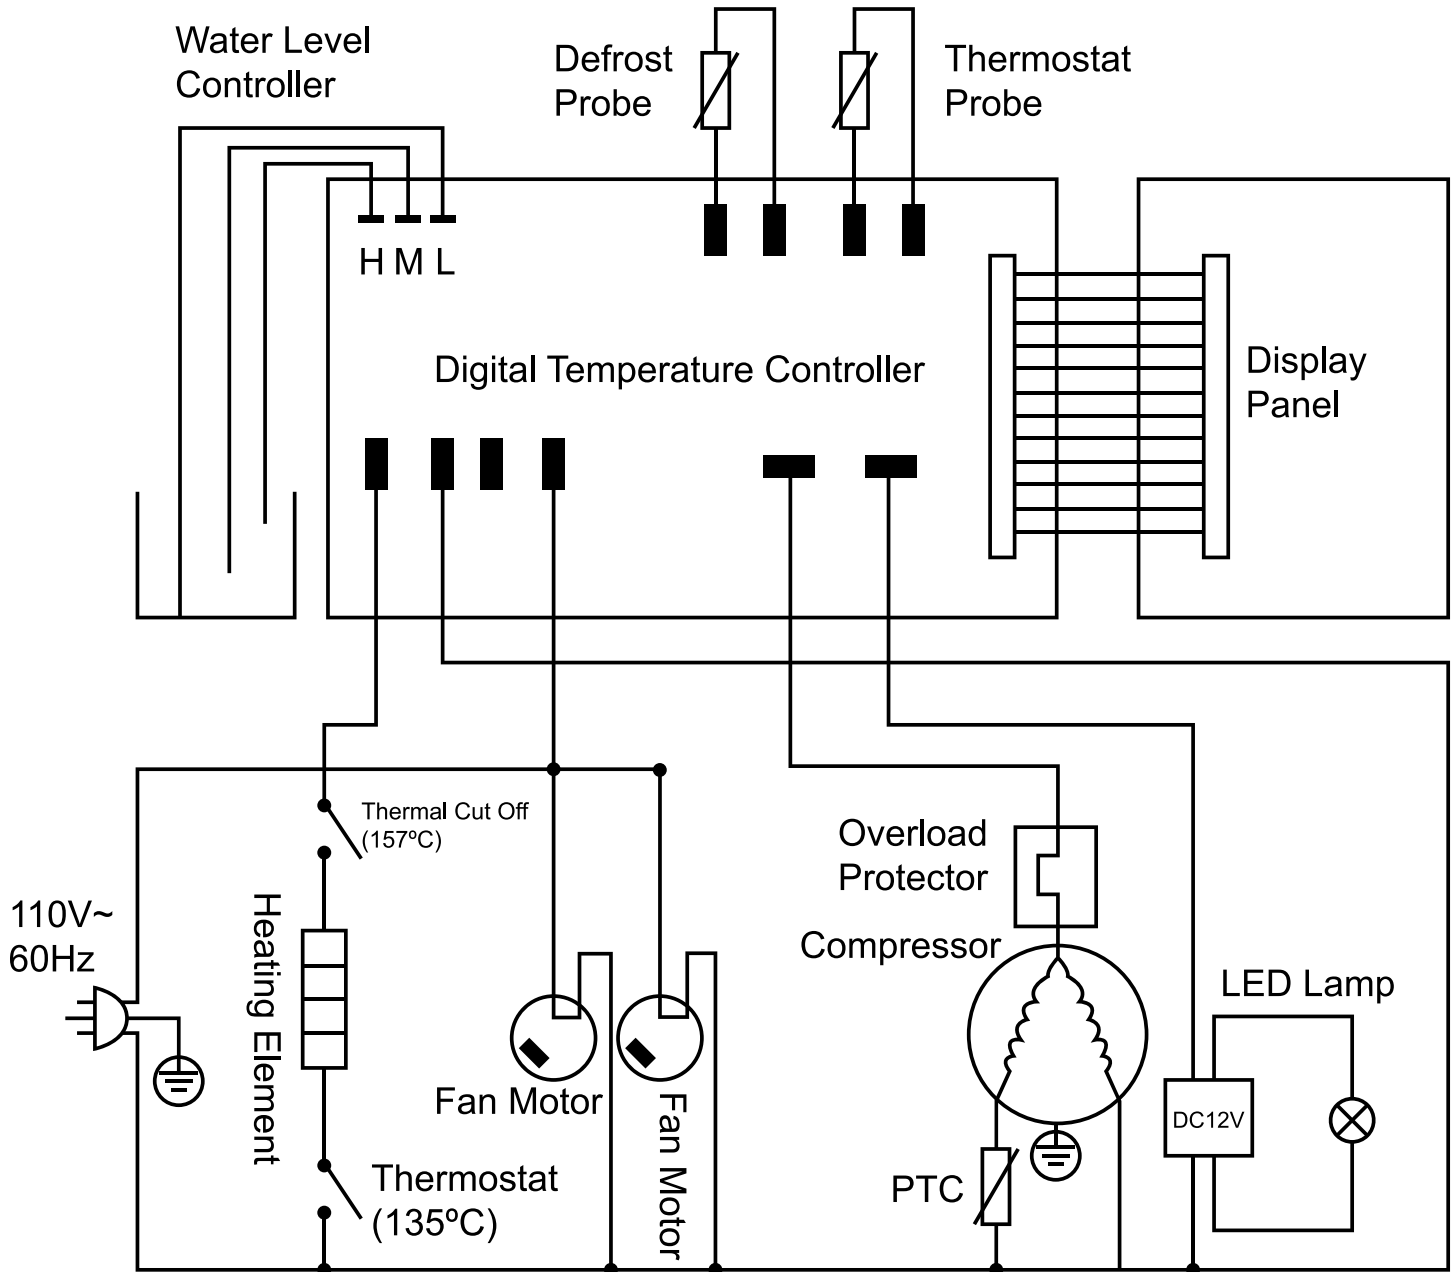 Water Level
Controller
Defrost
Probe
Thermostat
Probe
H M L
Digital Temperature Controller
Display
Panel
Thermal Cut Off
(157ºC)
Overload
Protector
110V~
60Hz
Heating Element
Compressor
LED Lamp
Fan Motor
Fan Motor
DC12V
Thermostat
(135ºC)
PTC